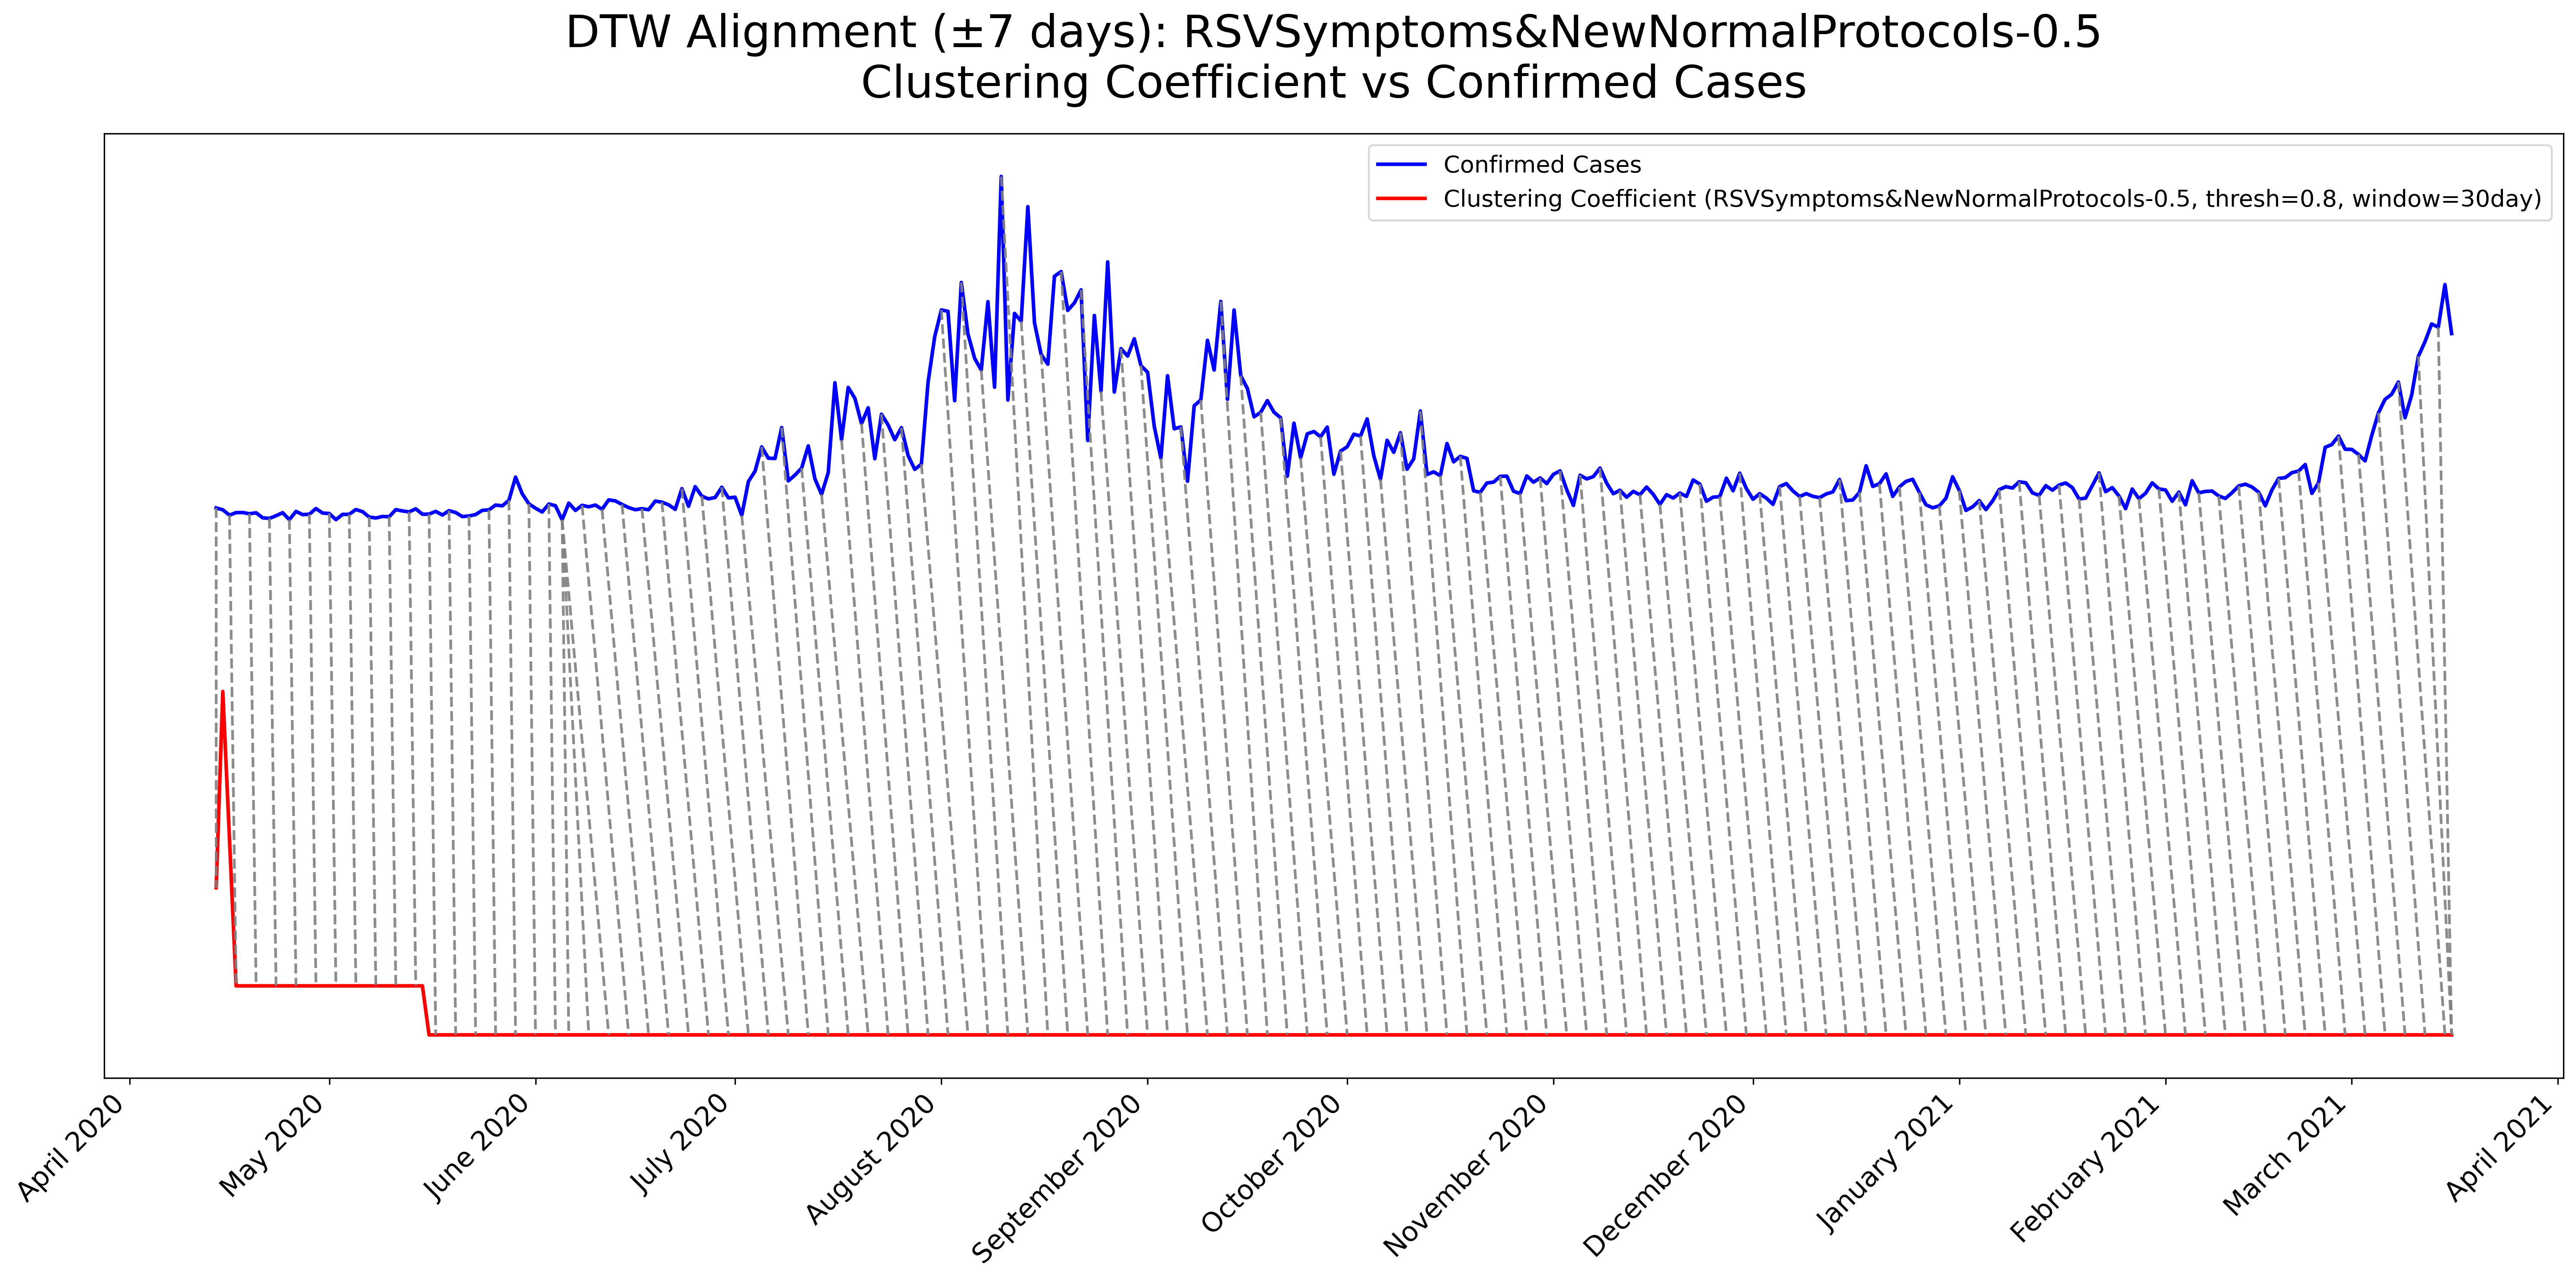 DTW Alignment (±7 days): RSVSymptoms&NewNormalProtocols-0.5
Clustering Coefficient vs Confirmed Cases
Confirmed Cases
Clustering Coefficient (RSVSymptoms&NewNormalProtocols-0.5, thresh=0.8, window=30day)
April 2020
May 2020
June 2020
July 2020
August 2020
September 2020
October 2020
November 2020
December 2020
January 2021
February 2021
March 2021
April 2021